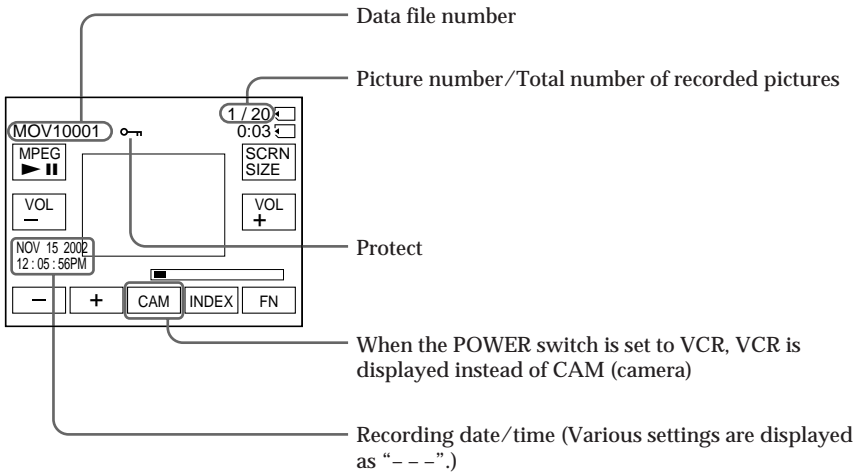 Data file number
Picture number/Total number of recorded pictures
1 / 20
MOV10001
0:03
MPEG
SCRN
SIZE
VOL
–
VOL
+
Protect
NOV 15 2002
12 : 05 : 56PM
–
+
CAM
INDEX
FN
When the POWER switch is set to VCR, VCR is
displayed instead of CAM (camera)
Recording date/time (Various settings are displayed
as “– – –”.)